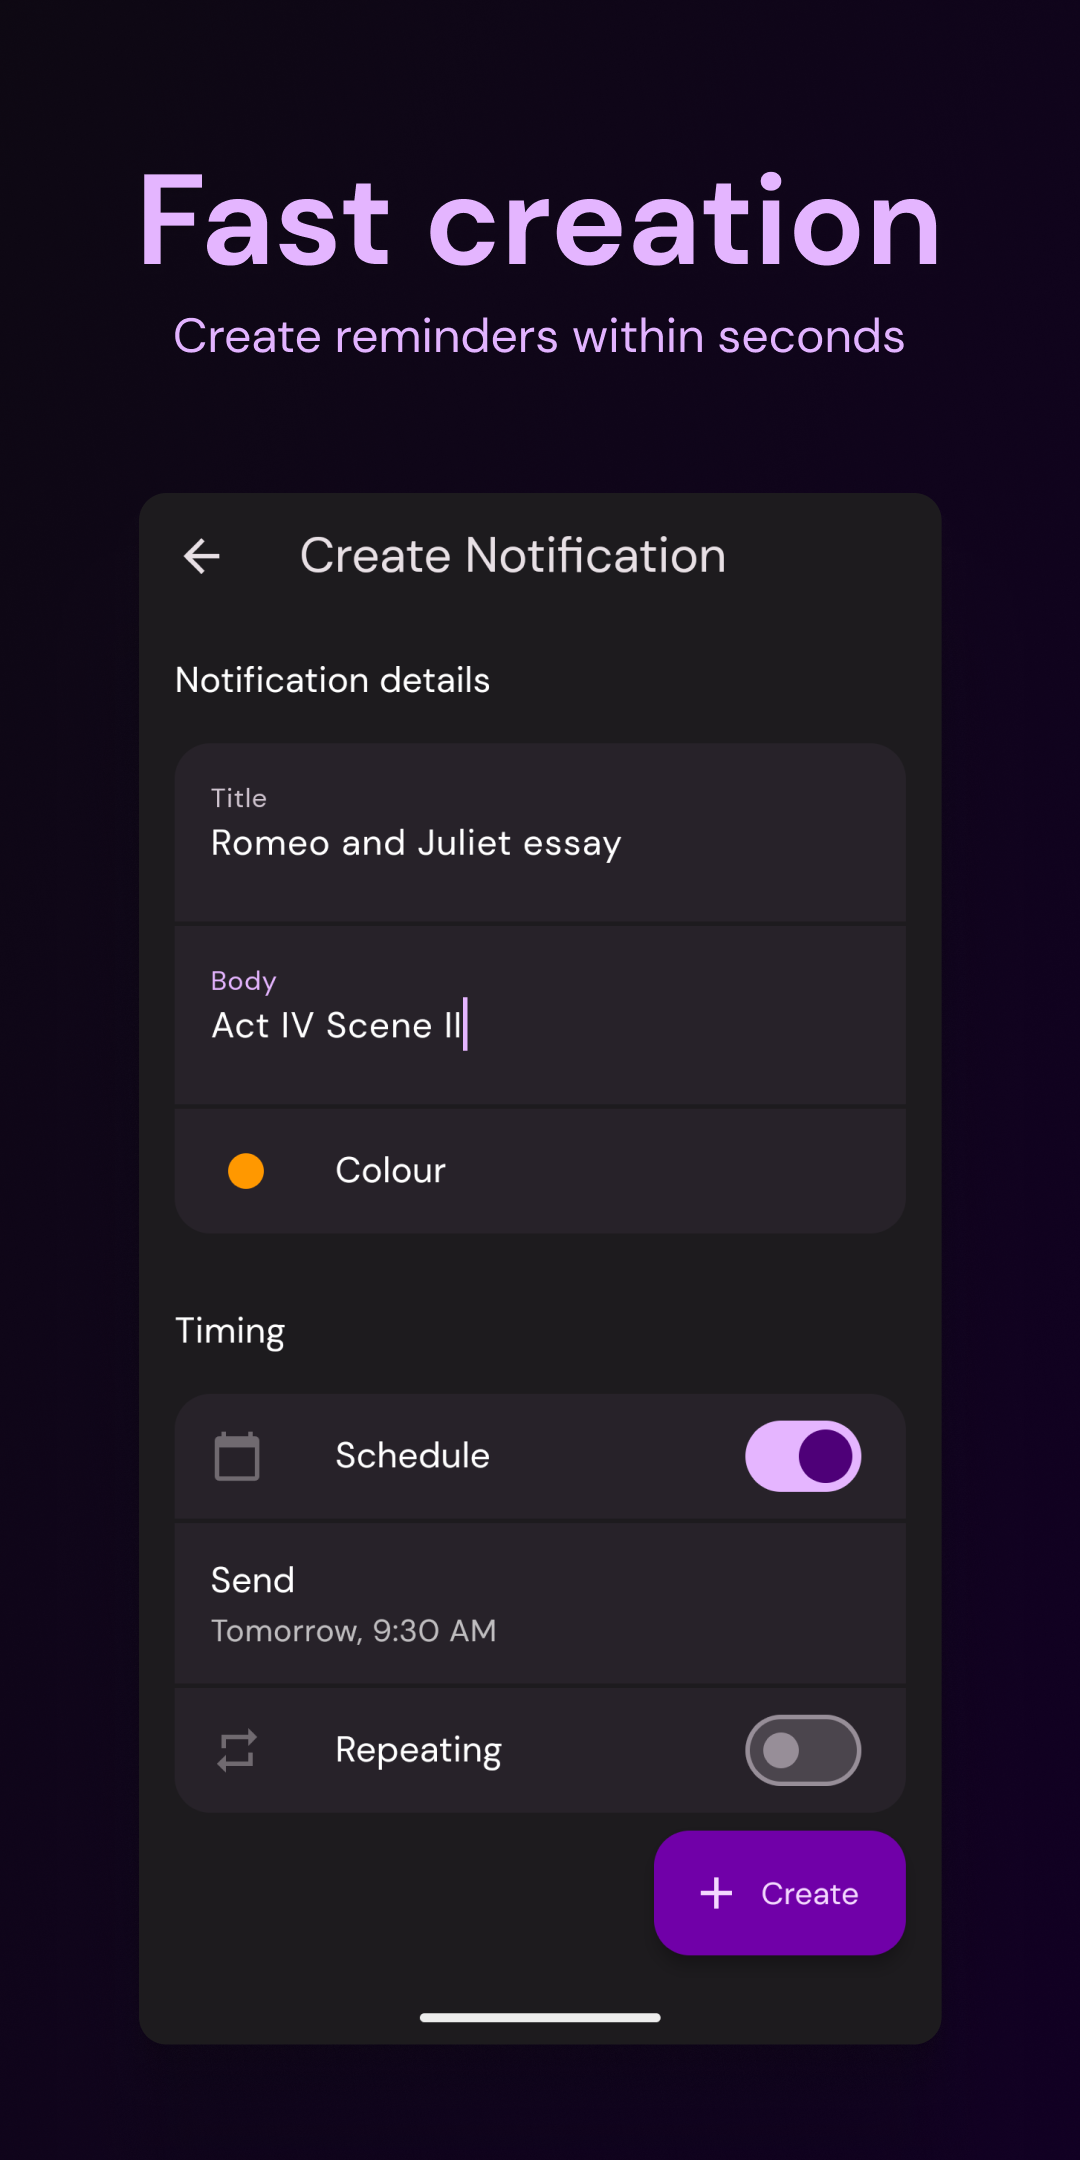 Fast creation
Create reminders within seconds
Create Notification
Notification details
Title
Romeo and Juliet essay
Body
Act IV Scene II
Colour
Timing
Schedule
Send
Tomorrow, 9:30 AM
Repeating
Create